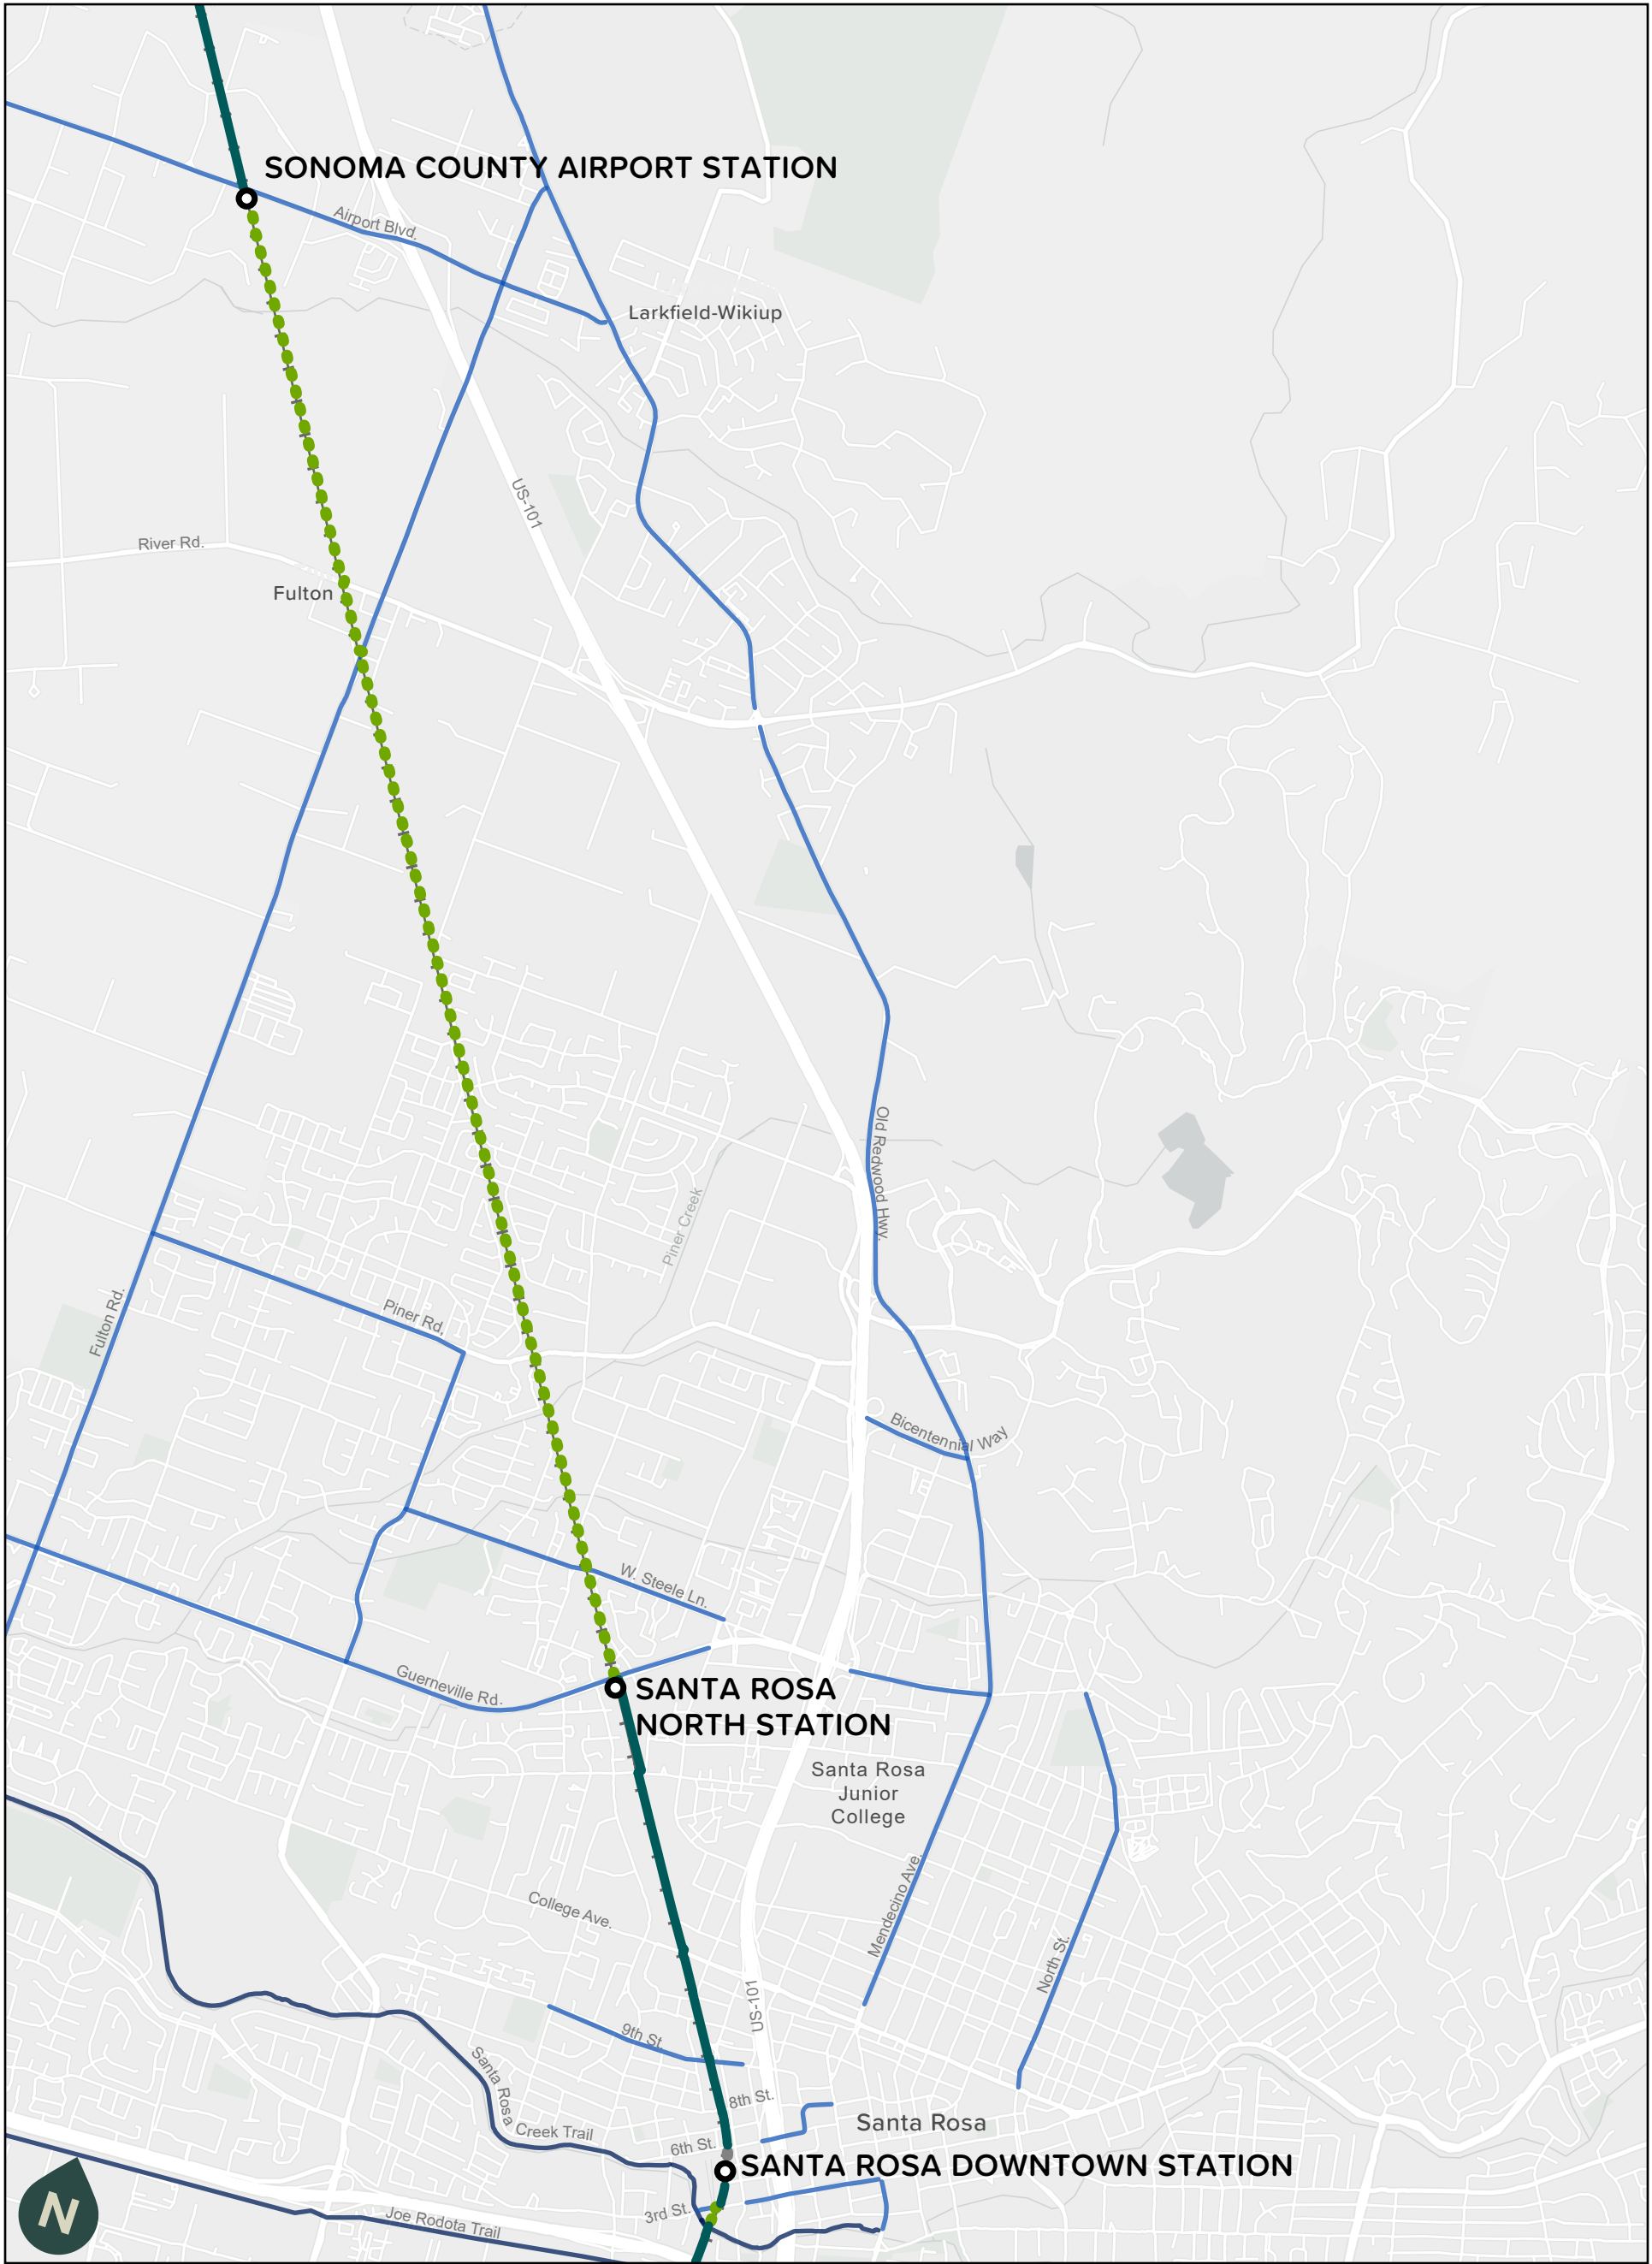 SONOMA COUNTY AIRPORT STATION
Airport Blvd.
Larkfield-Wikiup
US-101
River Rd.
Fulton
Old Redwood Hwy.
Piner Creek
Fulton Rd.
Piner Rd.
Bicentennial Way
W. Steele Ln.
Guerneville Rd.
SANTA ROSA
NORTH STATION
Santa Rosa
Junior
College
Mendecino Ave.
College Ave.
North St.
US-101
9th St.
Santa Rosa
Creek Trail
8th St.
Santa Rosa
6th St.
SANTA ROSA DOWNTOWN STATION
3rd St.
Joe Rodota Trail
N